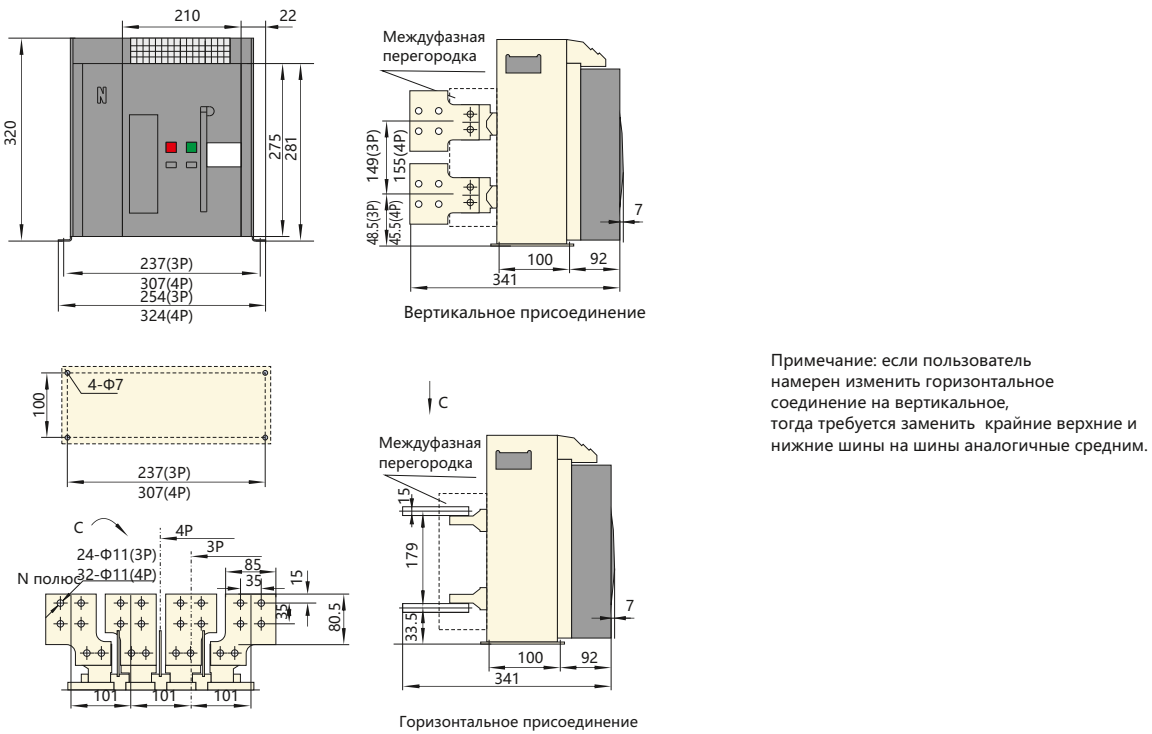 210
22
320
275
281
237(3P)
307(4P)
254(3P)
324(4P)
Междуфазная
перегородка
149(3P)
155(4P)
48.5(3P)
45.5(4P)
7
100
92
341
Вертикальное присоединение
4-Ф7
100
237(3P)
307(4P)
C
Междуфазная
перегородка
15
179
33.5
7
100
92
341
Горизонтальное присоединение
C
4P
3P
24-Ф11(3P)
32-Ф11(4P)
N полюс
85
35
15
35
80.5
101
101
101
Примечание: если пользователь
намерен изменить горизонтальное
соединение на вертикальное,
тогда требуется заменить крайние верхние и
нижние шины на шины аналогичные средним.